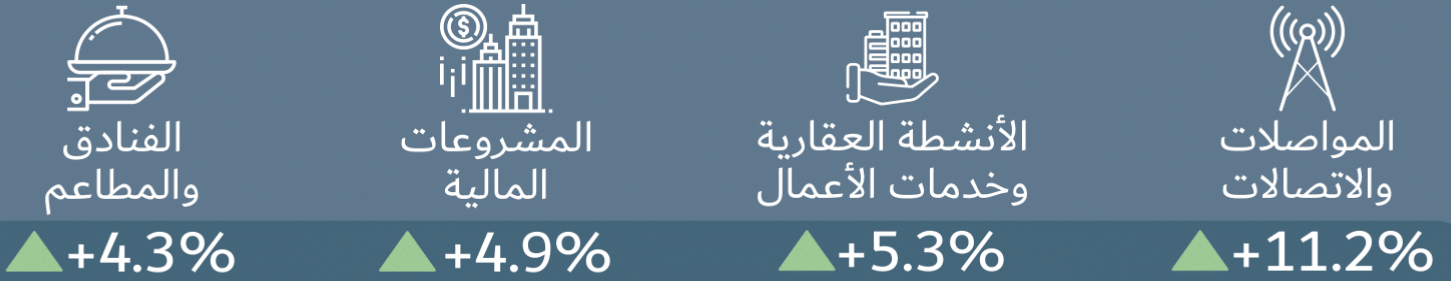 المواصلات
والاتصالات
+11.2%
الأنشطة العقارية
وخدمات الأعمال
+5.3%
المشروعات
المالية
+4.9%
الفنادق
والمطاعم
+4.3%